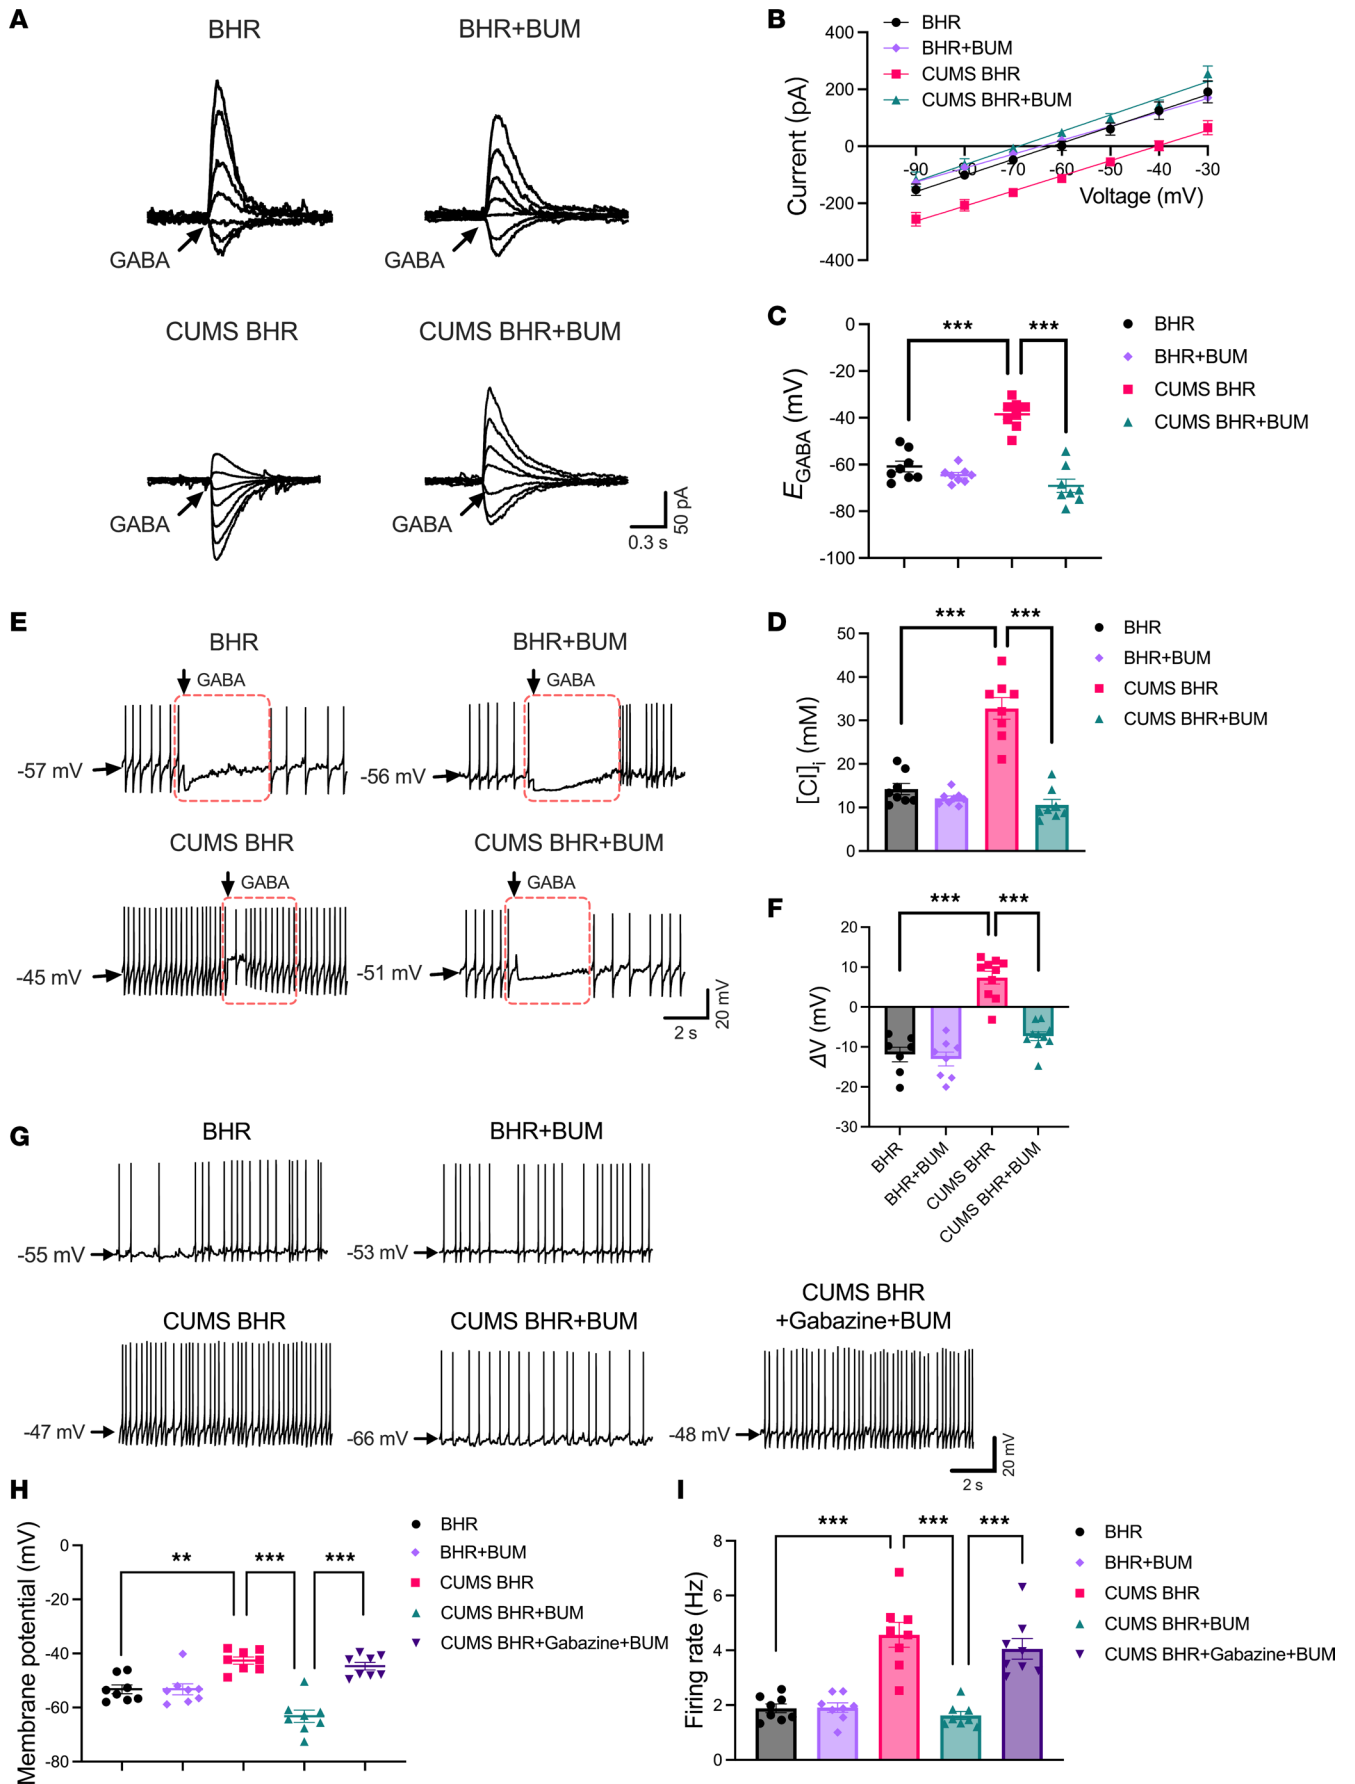 A
BHR
BHR+BUM
GABA
GABA
CUMS BHR
CUMS BHR+BUM
GABA
GABA
50 pA
0.3 s
B
BHR
BHR+BUM
CUMS BHR
CUMS BHR+BUM
Current (pA)
400
200
0
-200
-400
-90
-80
-70
-60
-50
-40
-30
Voltage (mV)
C
EGABA (mV)
0
-20
-40
-60
-80
-100
***
***
BHR
BHR+BUM
CUMS BHR
CUMS BHR+BUM
D
[Cl]i (mM)
50
40
30
20
10
0
***
***
BHR
BHR+BUM
CUMS BHR
CUMS BHR+BUM
E
BHR
BHR+BUM
GABA
GABA
-57 mV
-56 mV
CUMS BHR
CUMS BHR+BUM
GABA
GABA
-45 mV
-51 mV
20 mV
2 s
F
ΔV (mV)
20
10
0
-10
-20
-30
***
***
BHR
BHR+BUM
CUMS BHR
CUMS BHR+BUM
G
BHR
BHR+BUM
-55 mV
-53 mV
CUMS BHR
CUMS BHR+BUM
CUMS BHR
+Gabazine+BUM
-47 mV
-66 mV
-48 mV
20 mV
2 s
H
Membrane potential (mV)
0
-20
-40
-60
-80
**
***
***
BHR
BHR+BUM
CUMS BHR
CUMS BHR+BUM
CUMS BHR+Gabazine+BUM
I
Firing rate (Hz)
8
6
4
2
0
***
***
***
BHR
BHR+BUM
CUMS BHR
CUMS BHR+BUM
CUMS BHR+Gabazine+BUM